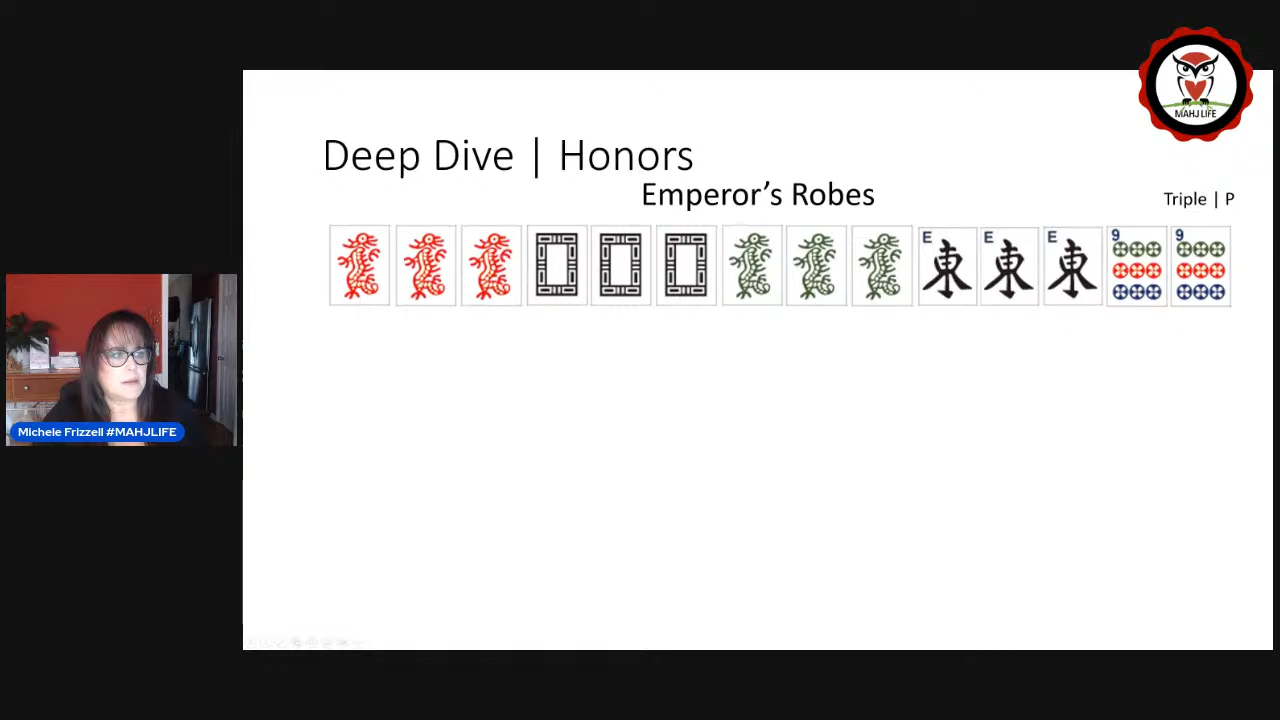 MAHJ LIFE
Deep Dive | Honors
Emperor's Robes
Triple | P
E 東 E 東 E 東 9 9
Michele Frizzell #MAHJLIFE